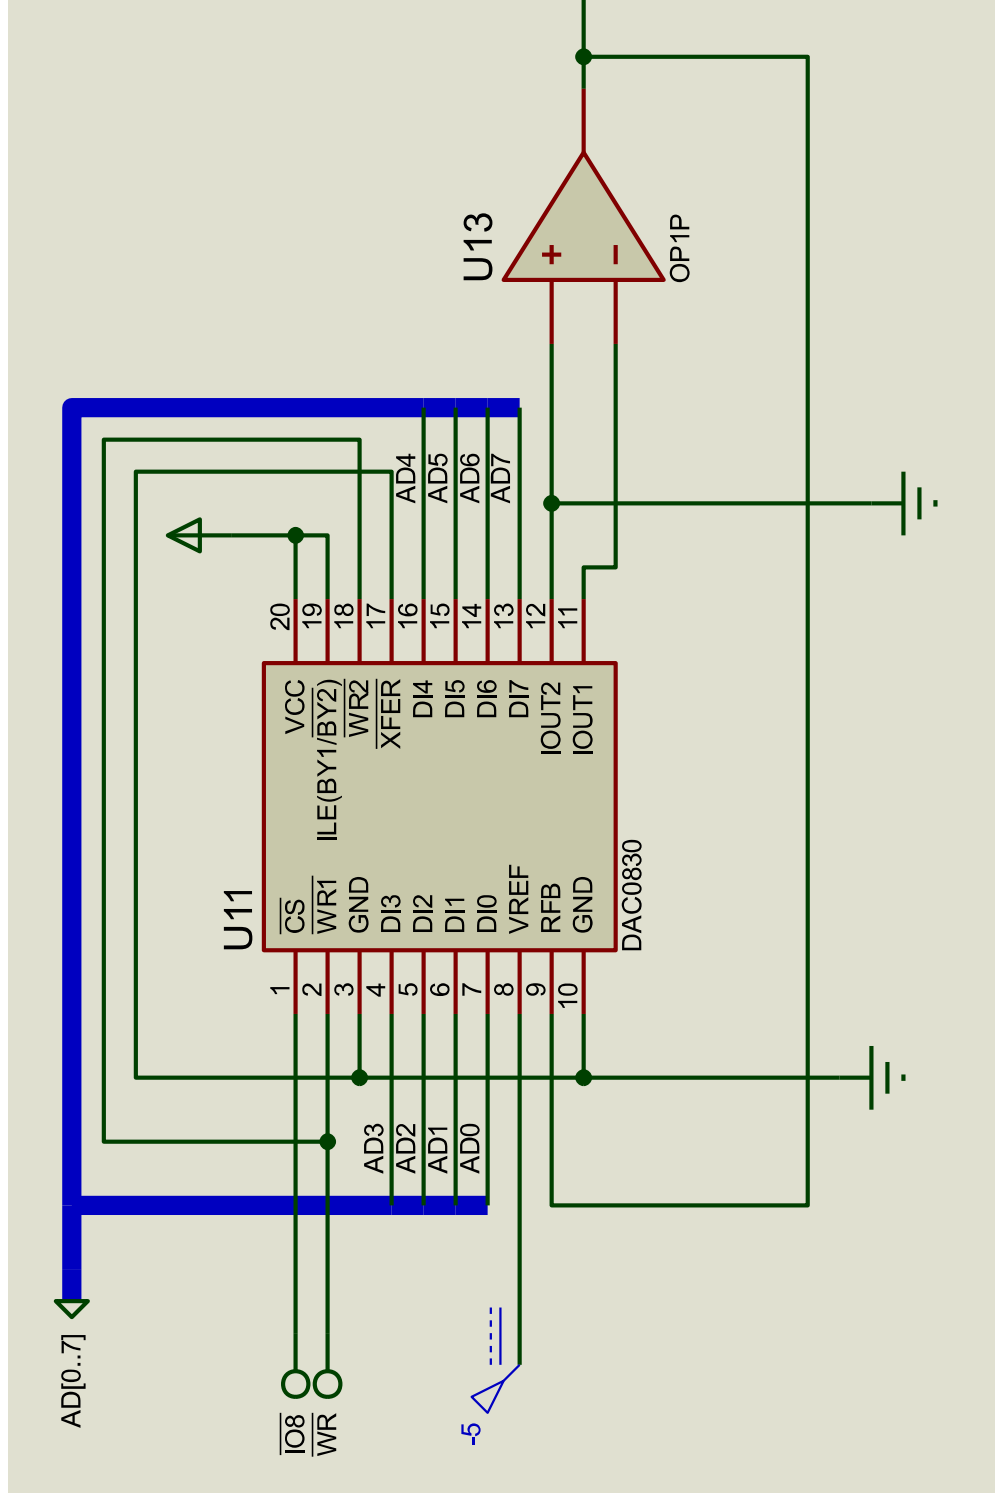 U13
+
−
OP1P
AD4
AD5
AD6
AD7
20
19
18
17
16
15
14
13
12
11
VCC
ILE(BY1/BY2)
WR2
XFER
DI4
DI5
DI6
DI7
IOUT2
IOUT1
U11
CS
WR1
GND
DI3
DI2
DI1
DI0
VREF
RFB
GND
DAC0830
1
2
3
4
5
6
7
8
9
10
AD3
AD2
AD1
AD0
AD[0..7]
IO8
WR
-5